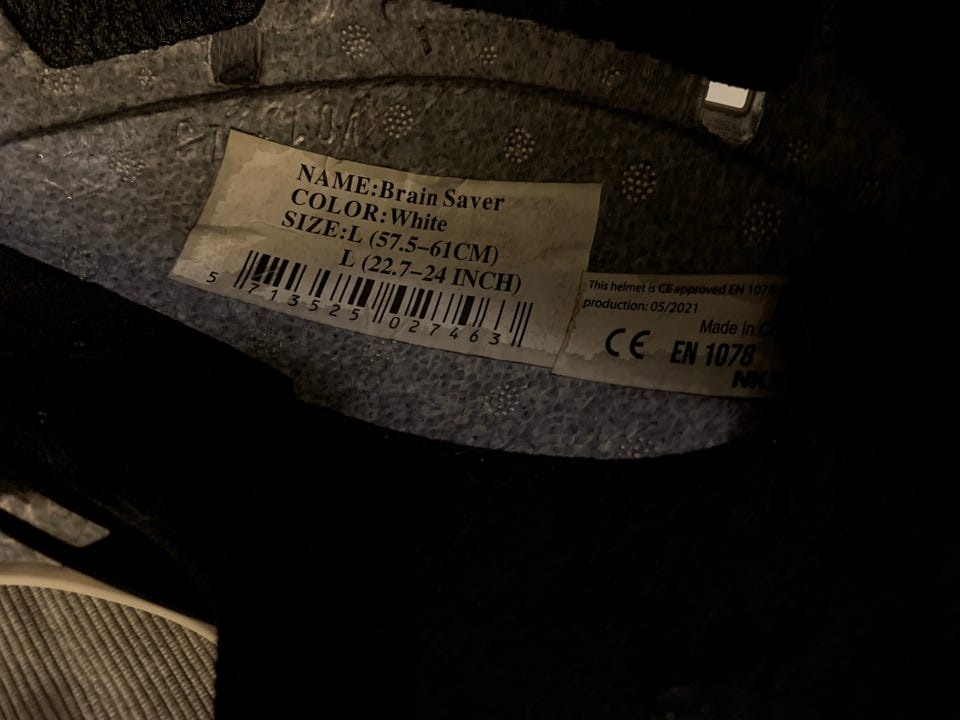 NAME:Brain Saver
COLOR:White
SIZE:L (57.5–61CM)
L (22.7–24 INCH)
5 713525 027463
This helmet is CE approved EN 1078
production: 05/2021
Made in
CE EN 1078